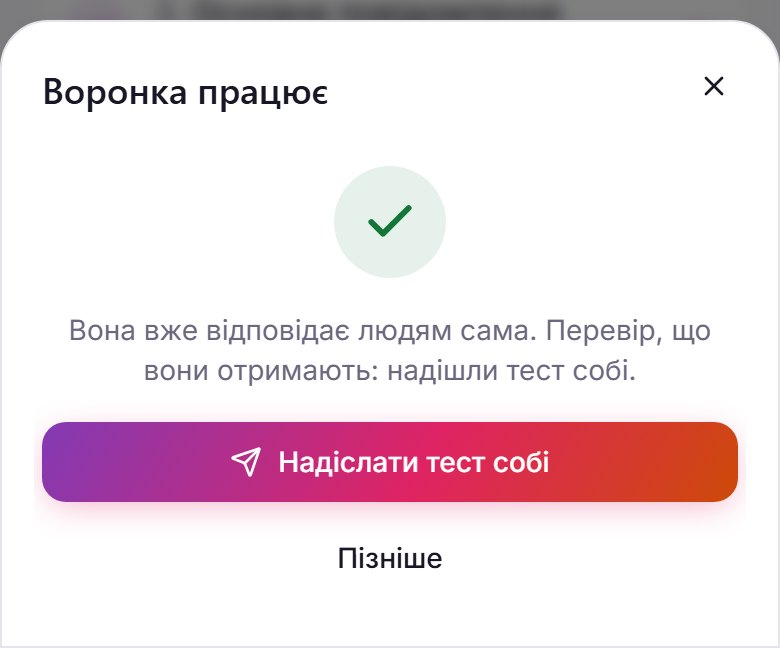 Воронка працює
Вона вже відповідає людям сама. Перевір, що
вони отримають: надішли тест собі.
Надіслати тест собі
Пізніше